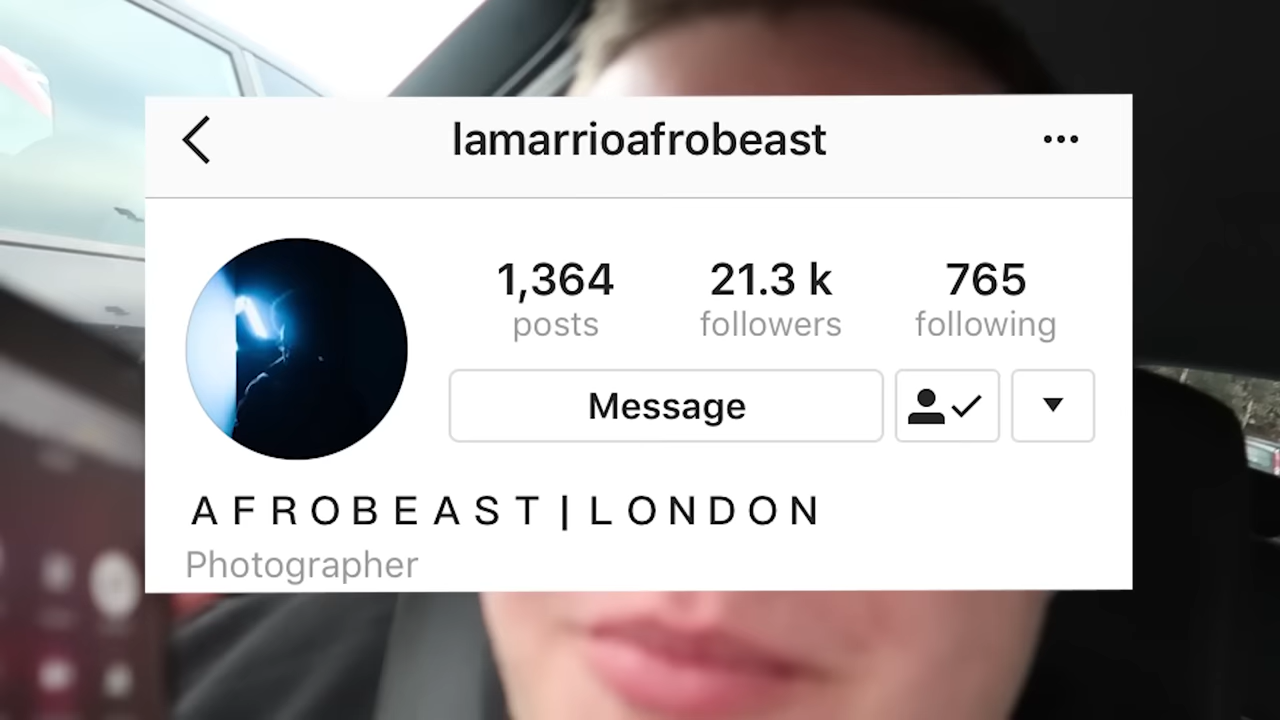 lamarrioafrobeast
1,364 21.3 k 765
posts followers following
Message
A F R O B E A S T | L O N D O N
Photographer